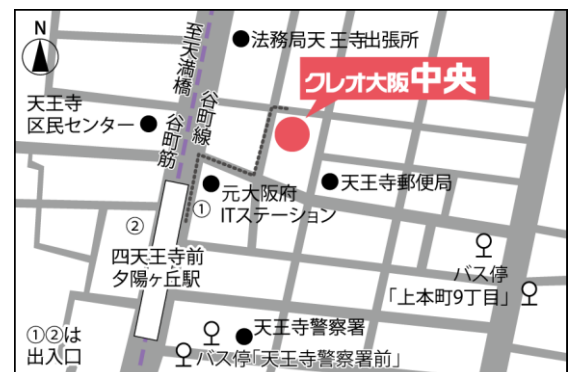 N
至天満橋
谷町線
谷町筋
法務局天王寺出張所
クレオ大阪中央
天王寺
区民センター
天王寺郵便局
元大阪府
ITステーション
①
②
四天王寺前
夕陽ヶ丘駅
バス停
「上本町9丁目」
天王寺警察署
バス停「天王寺警察署前」
①②は
出入口